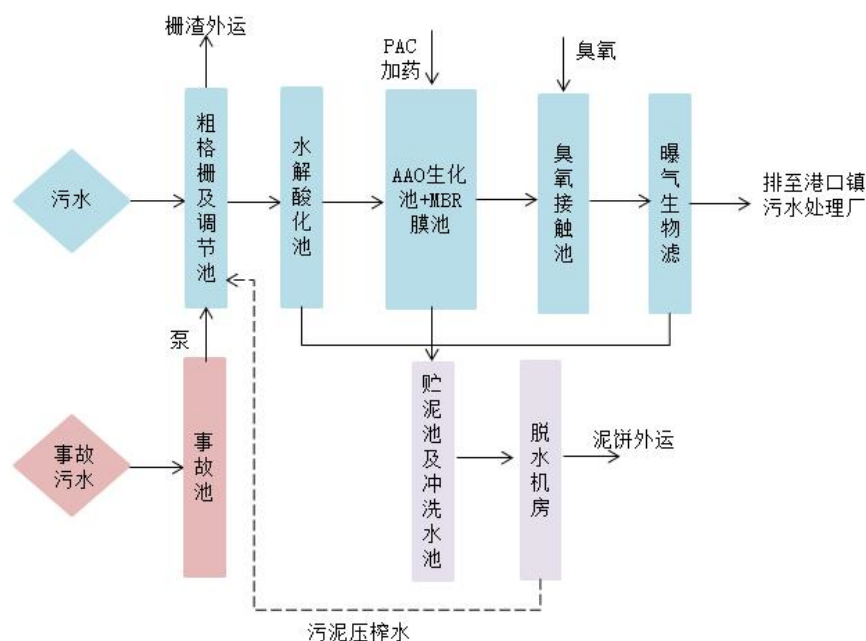 栅渣外运
PAC
加药
臭氧
污水
粗格栅及调节池
水解酸化池
AAO生化
池+MBR
膜池
臭氧接触池
曝气生物滤
排至港口镇
污水处理厂
泵
事故
污水
事故池
贮泥池及冲洗水池
脱水机房
泥饼外运
污泥压榨水